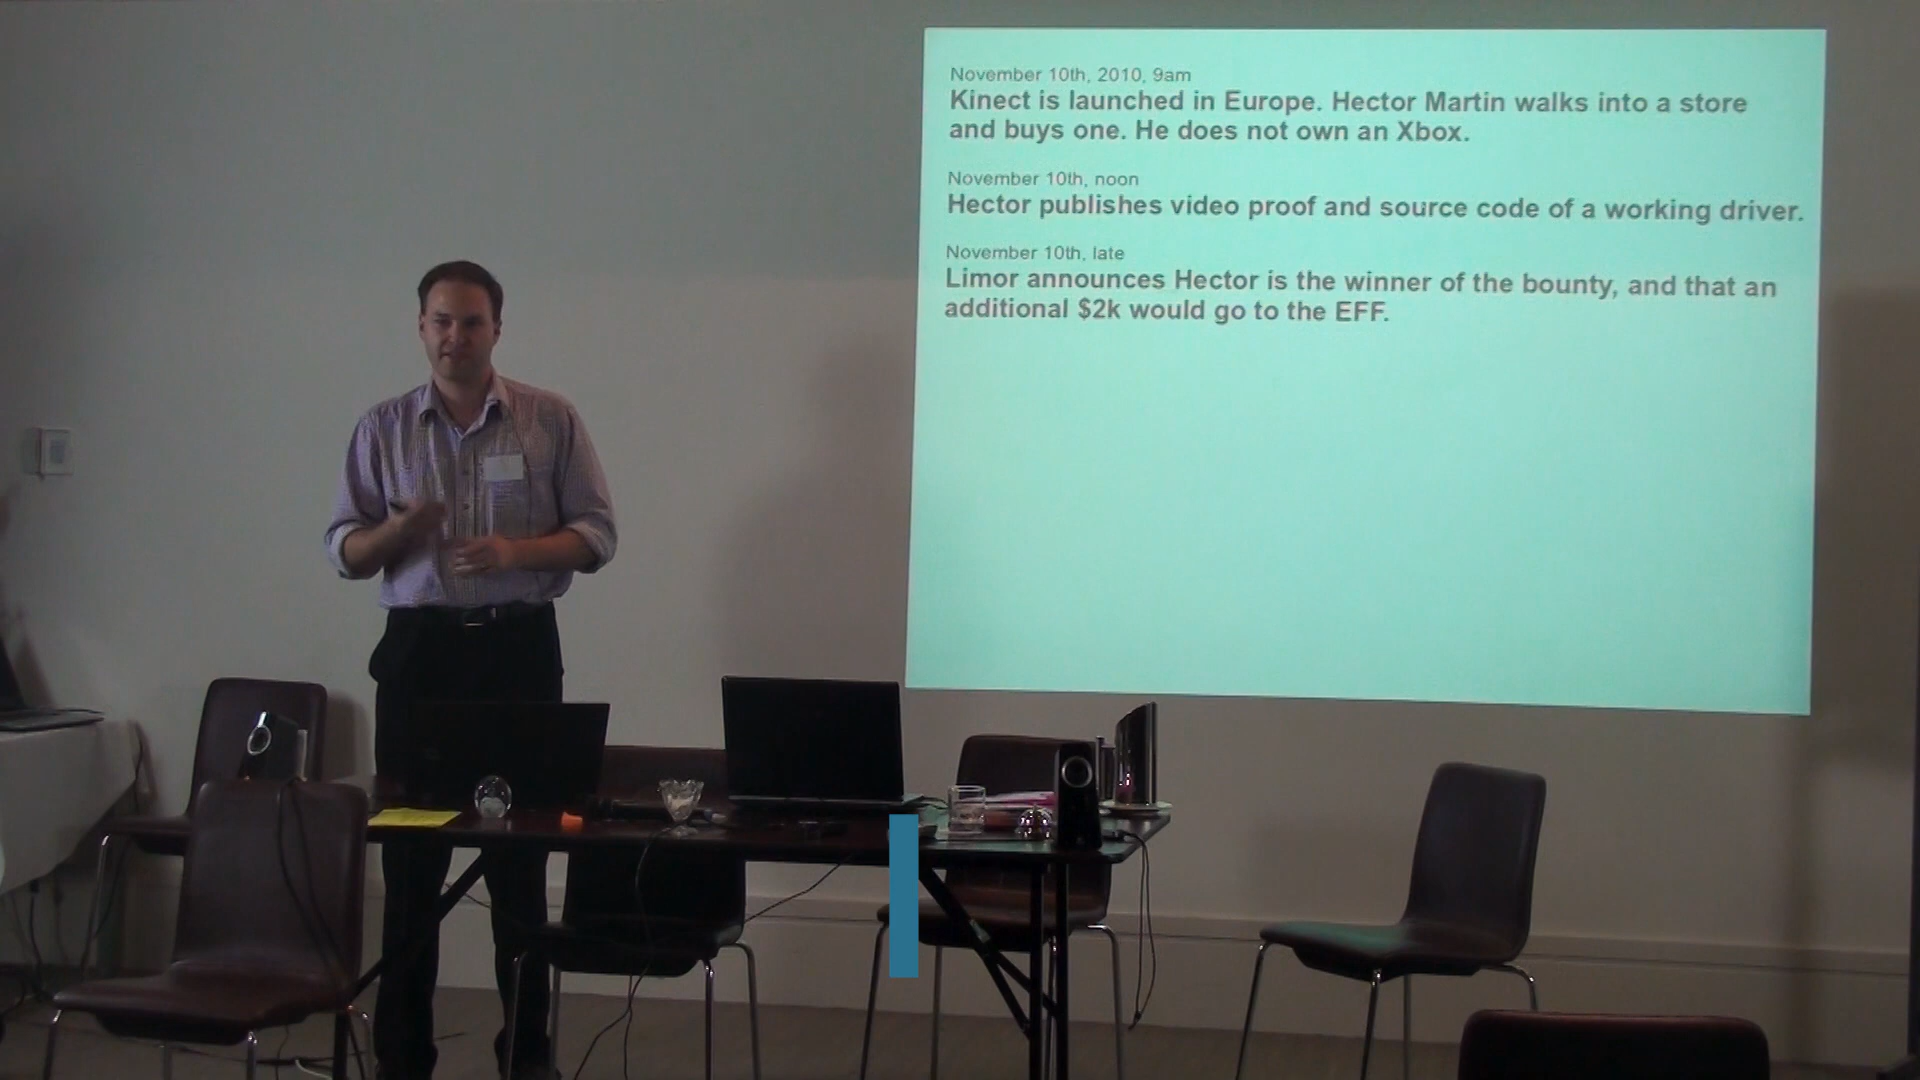 November 10th, 2010, 9am
Kinect is launched in Europe. Hector Martin walks into a store
and buys one. He does not own an Xbox.
November 10th, noon
Hector publishes video proof and source code of a working driver.
November 10th, late
Limor announces Hector is the winner of the bounty, and that an
additional $2k would go to the EFF.